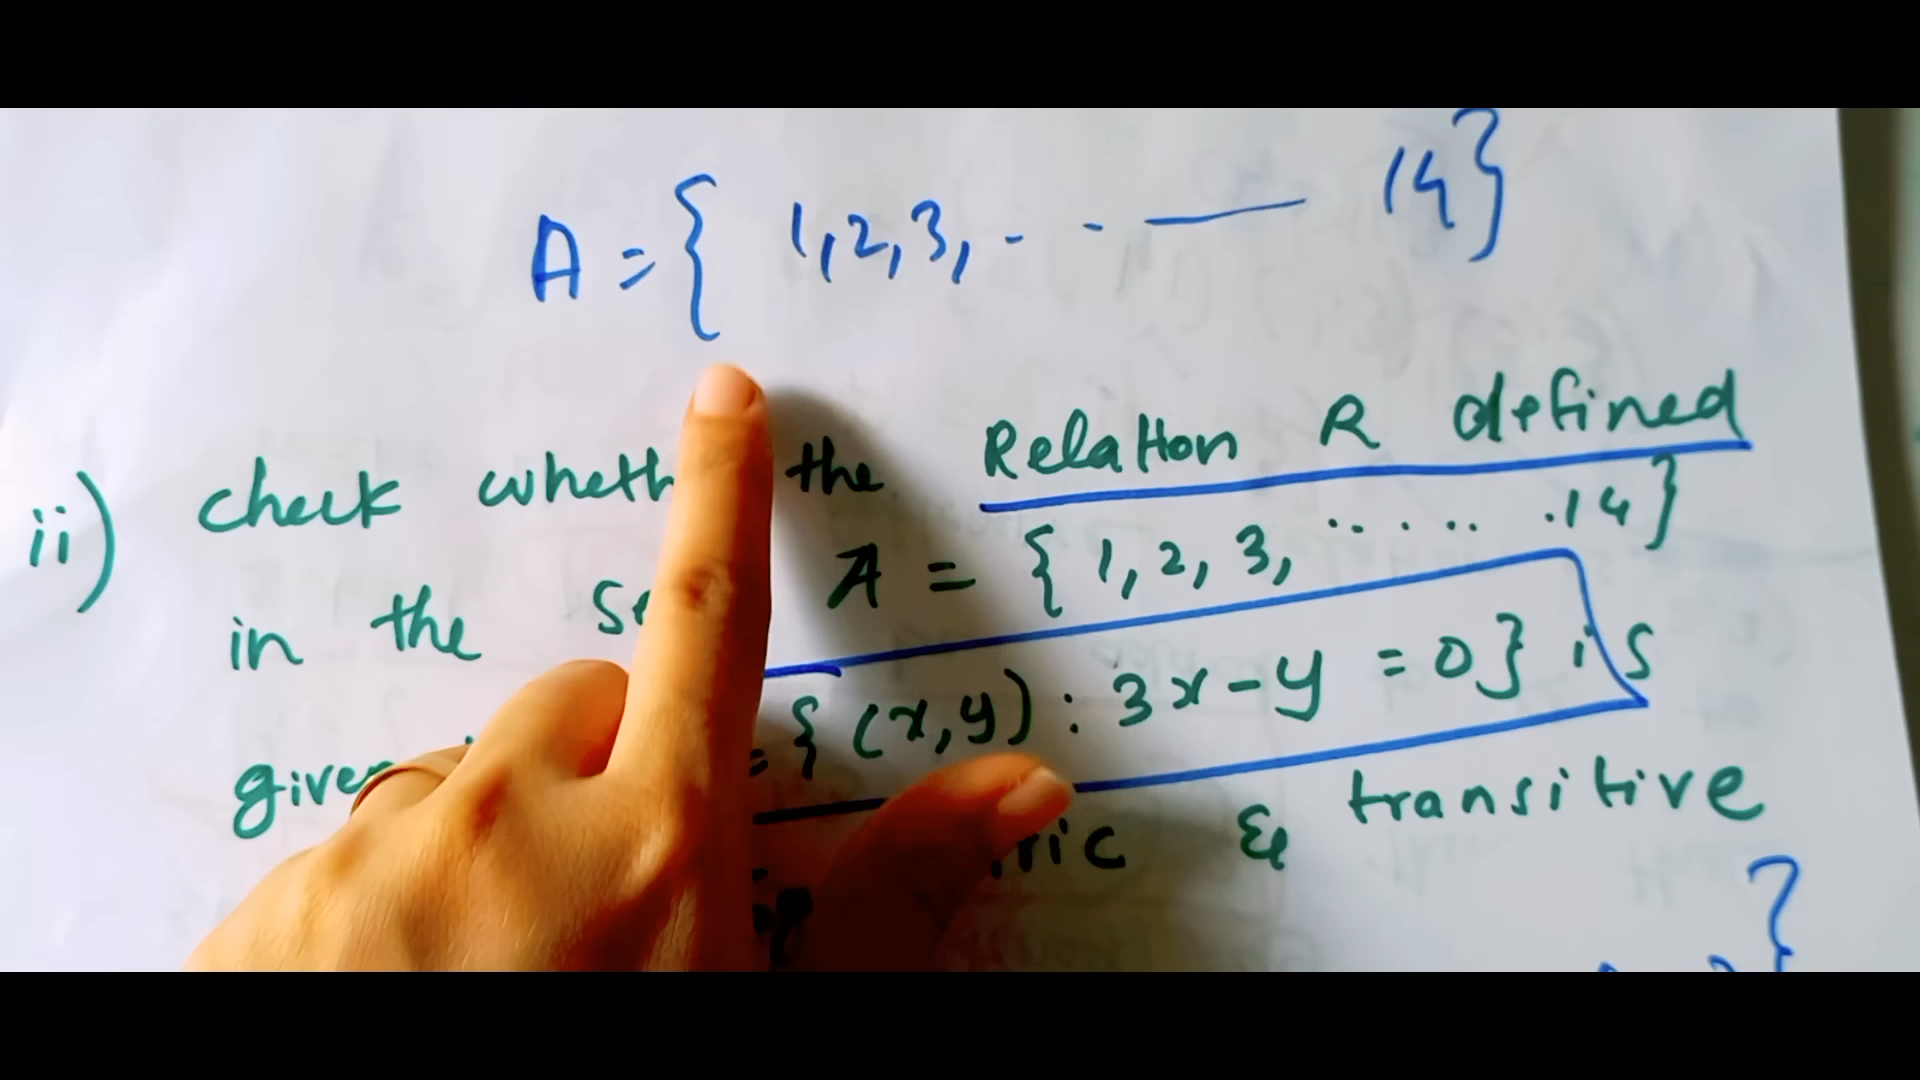 A = { 1, 2, 3, - - — 14 }
ii) check the Relation R defined
in the A = { 1, 2, 3, ..... .14 }
= { (x, y) : 3x - y = 0 } is
& transitive
}